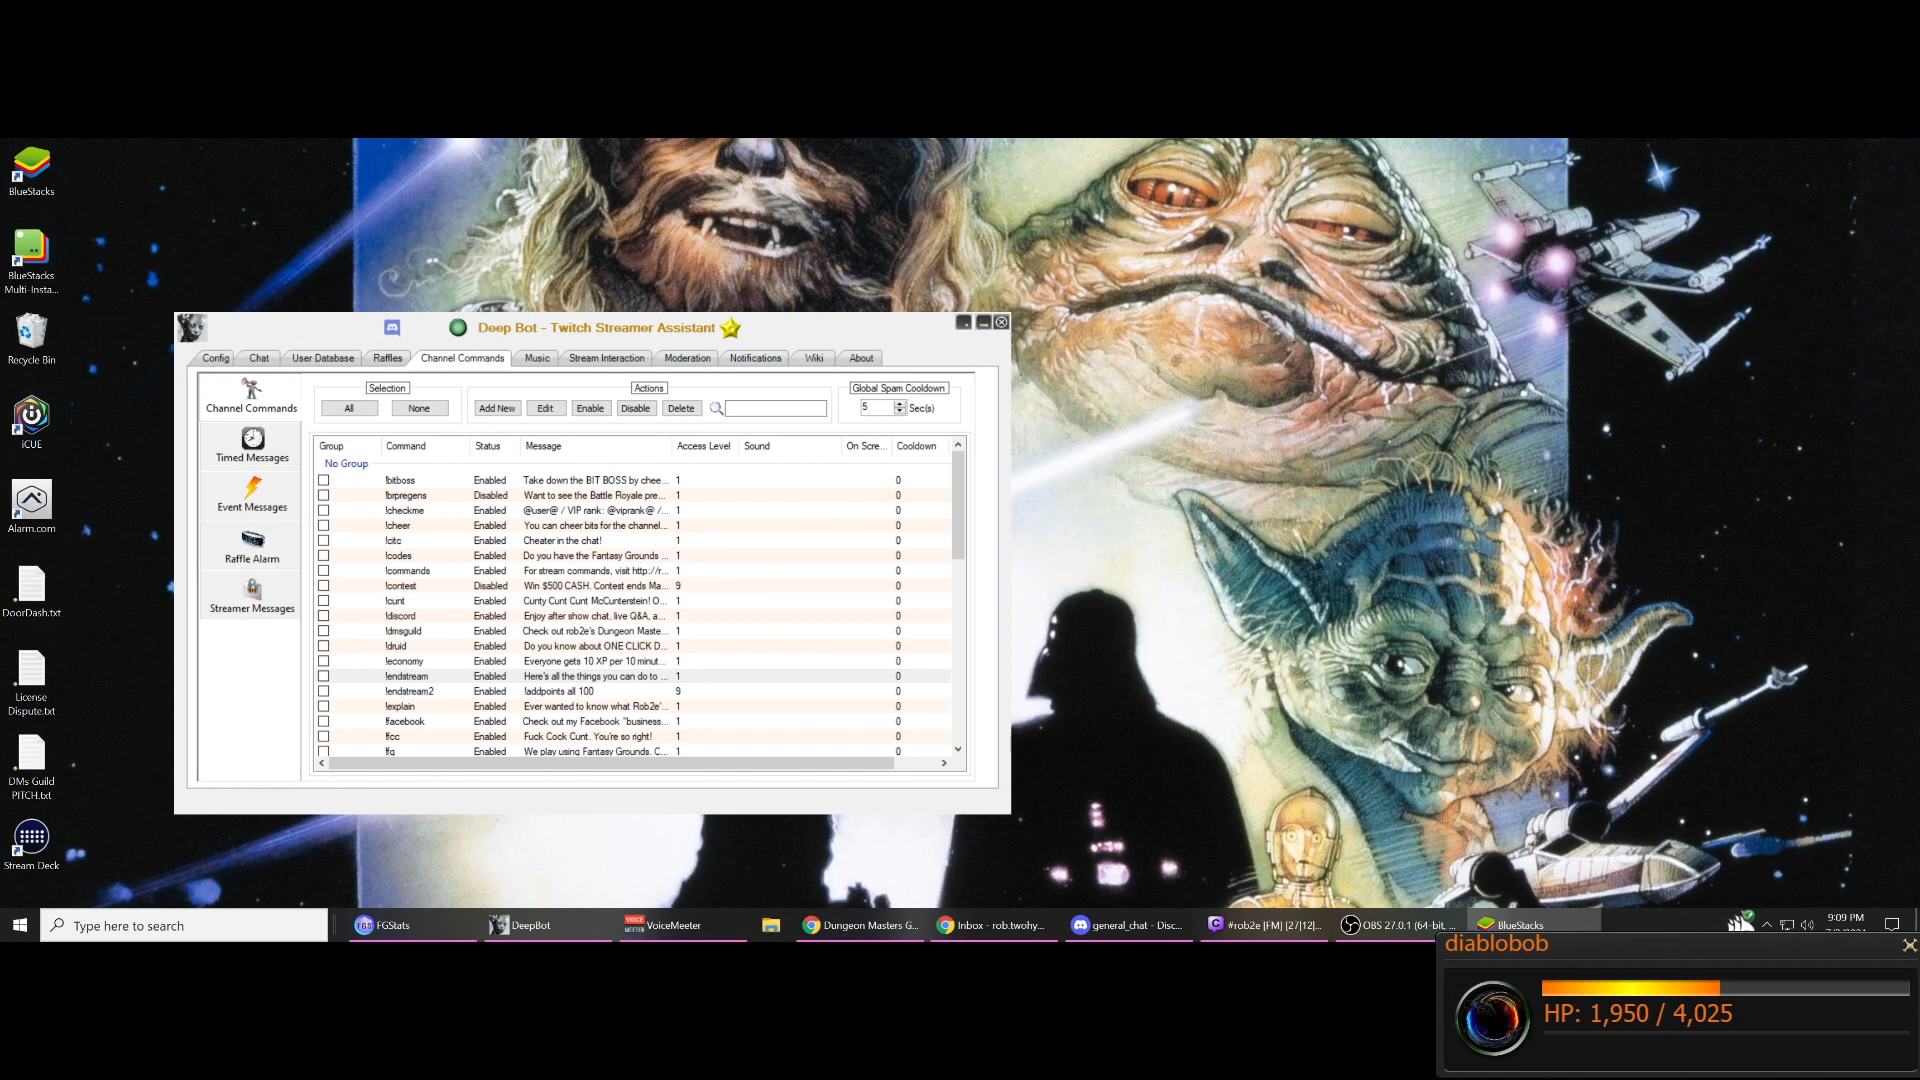 BlueStacks
BlueStacks
Multi-Insta...
Recycle Bin
iCUE
Alarm.com
DoorDash.txt
License
Dispute.txt
DMs Guild
PITCH.txt
Stream Deck
Deep Bot - Twitch Streamer Assistant
Config Chat User Database Raffles Channel Commands Music Stream Interaction Moderation Notifications Wiki About
Channel Commands
Timed Messages
Event Messages
Raffle Alarm
Streamer Messages
Selection Actions Global Spam Cooldown
All None Add New Edit Enable Disable Delete 5 Sec(s)
Group Command Status Message Access Level Sound On Scre... Cooldown
No Group
!bitboss Enabled Take down the BIT BOSS by chee... 1 0
!brpregens Disabled Want to see the Battle Royale pre... 1 0
!checkme Enabled @user@ / VIP rank: @viprank@ /... 1 0
!cheer Enabled You can cheer bits for the channel... 1 0
!citc Enabled Cheater in the chat! 1 0
!codes Enabled Do you have the Fantasy Grounds ... 1 0
!commands Enabled For stream commands, visit http://r... 1 0
!contest Disabled Win $500 CASH. Contest ends Ma... 9 0
!cunt Enabled Cunty Cunt Cunt McCunterstein! O... 1 0
!discord Enabled Enjoy after show chat, live Q&A, a... 1 0
!dmsguild Enabled Check out rob2e's Dungeon Maste... 1 0
!druid Enabled Do you know about ONE CLICK D... 1 0
!economy Enabled Everyone gets 10 XP per 10 minut... 1 0
!endstream Enabled Here's all the things you can do to ... 1 0
!endstream2 Enabled !addpoints all 100 9 0
!explain Enabled Ever wanted to know what Rob2e'... 1 0
!facebook Enabled Check out my Facebook "business... 1 0
!fcc Enabled Fuck Cock Cunt. You're so right! 1 0
!fg Enabled We play using Fantasy Grounds. C... 1 0
Type here to search
FGS FGStats
DeepBot
VOICE MEETER VoiceMeeter
Dungeon Masters G...
Inbox - rob.twohy...
general_chat - Disc...
#rob2e [FM] [27|12]...
OBS 27.0.1 (64-bit, ...
BlueStacks
9:09 PM
diablobob
HP: 1,950 / 4,025